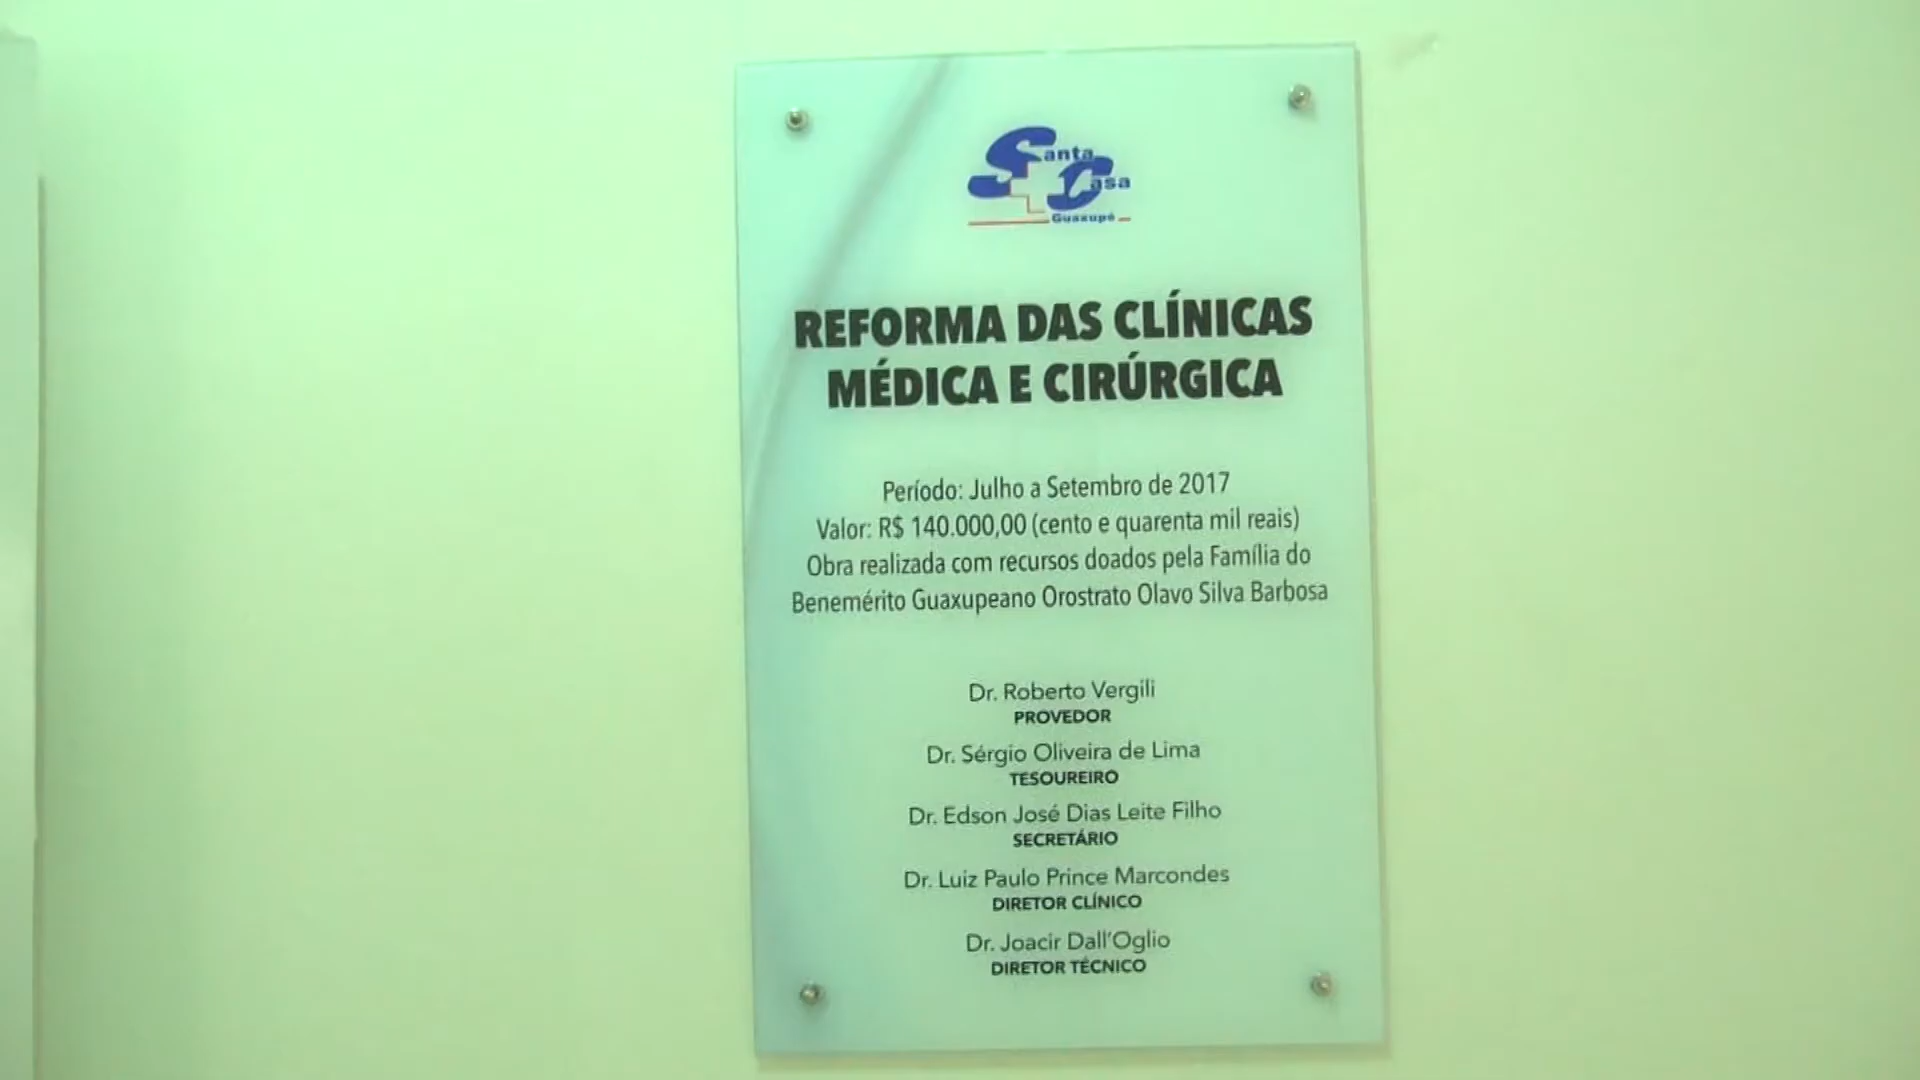 Santa
Casa
Guaxupé
REFORMA DAS CLÍNICAS
MÉDICA E CIRÚRGICA
Período: Julho a Setembro de 2017
Valor: R$ 140.000,00 (cento e quarenta mil reais)
Obra realizada com recursos doados pela Família do
Benemérito Guaxupeano Orostrato Olavo Silva Barbosa
Dr. Roberto Vergili
PROVEDOR
Dr. Sérgio Oliveira de Lima
TESOUREIRO
Dr. Edson José Dias Leite Filho
SECRETÁRIO
Dr. Luiz Paulo Prince Marcondes
DIRETOR CLÍNICO
Dr. Joacir Dall'Oglio
DIRETOR TÉCNICO